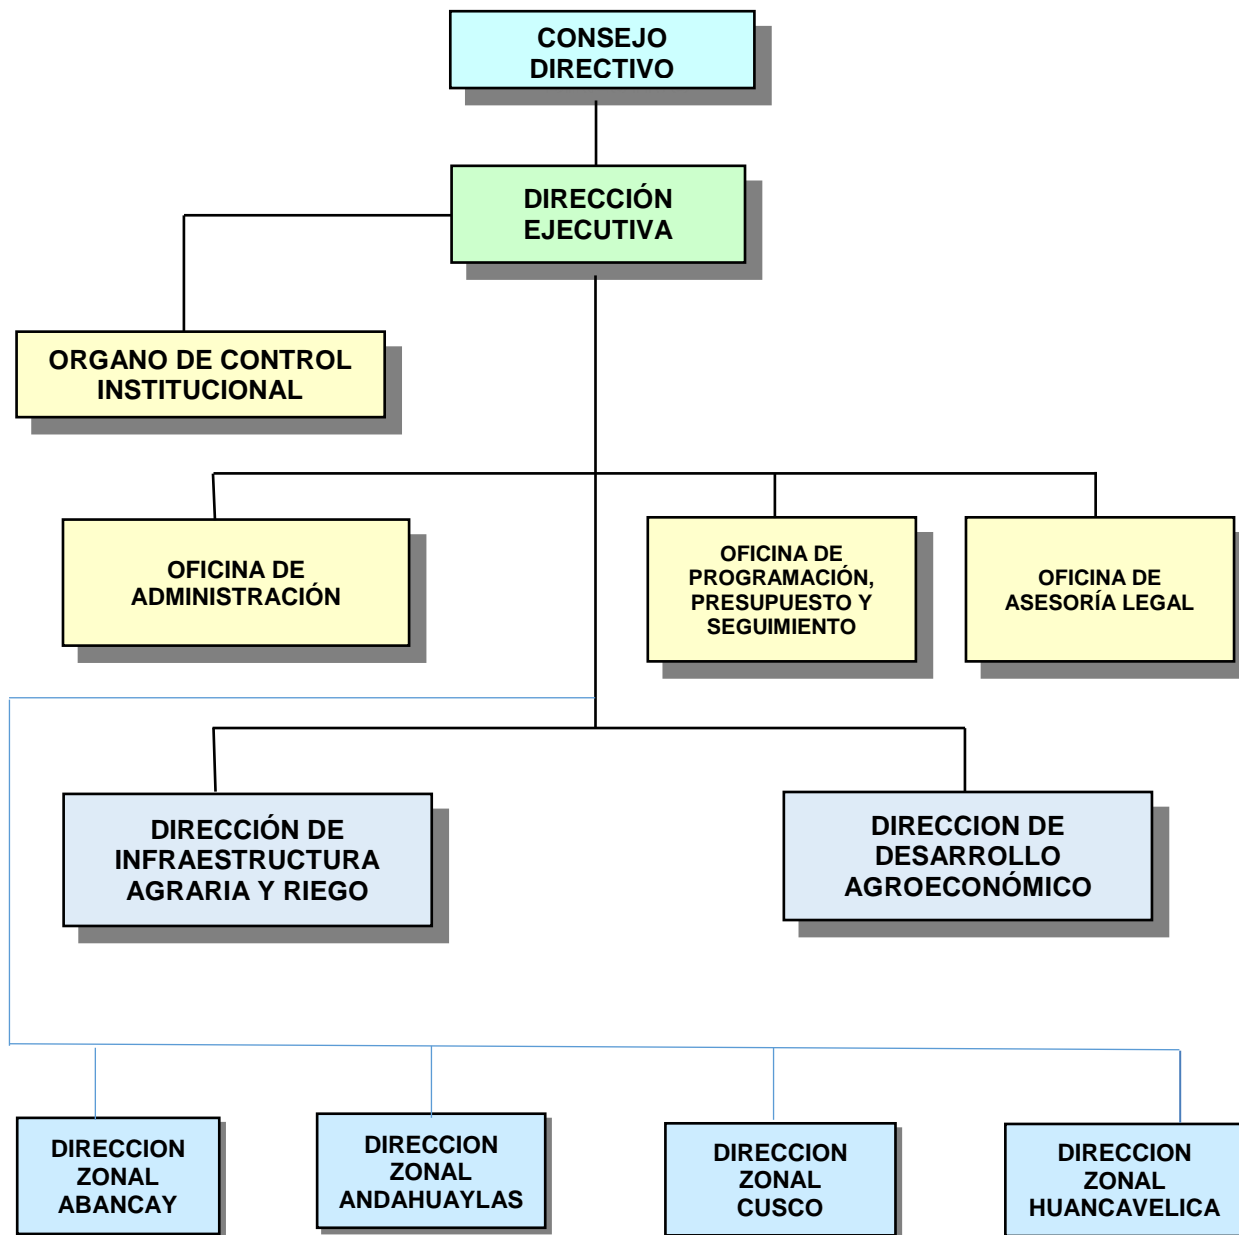 CONSEJO
DIRECTIVO
DIRECCIÓN
EJECUTIVA
ORGANO DE CONTROL
INSTITUCIONAL
OFICINA DE
ADMINISTRACIÓN
OFICINA DE
PROGRAMACIÓN,
PRESUPUESTO Y
SEGUIMIENTO
OFICINA DE
ASESORÍA LEGAL
DIRECCIÓN DE
INFRAESTRUCTURA
AGRARIA Y RIEGO
DIRECCION DE
DESARROLLO
AGROECONÓMICO
DIRECCION
ZONAL
ABANCAY
DIRECCION
ZONAL
ANDAHUAYLAS
DIRECCION
ZONAL
CUSCO
DIRECCION
ZONAL
HUANCAVELICA